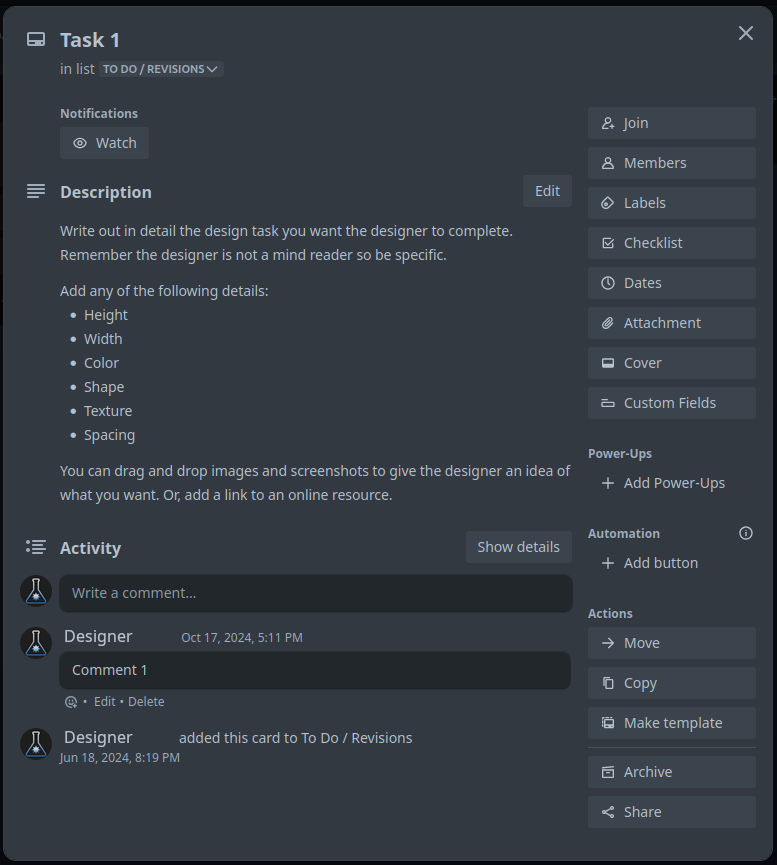 Task 1
in list TO DO / REVISIONS
Notifications
Watch
Description
Edit
Write out in detail the design task you want the designer to complete.
Remember the designer is not a mind reader so be specific.
Add any of the following details:
• Height
• Width
• Color
• Shape
• Texture
• Spacing
You can drag and drop images and screenshots to give the designer an idea of
what you want. Or, add a link to an online resource.
Activity
Show details
Write a comment…
Designer Oct 17, 2024, 5:11 PM
Comment 1
• Edit • Delete
Designer added this card to To Do / Revisions
Jun 18, 2024, 8:19 PM
Join
Members
Labels
Checklist
Dates
Attachment
Cover
Custom Fields
Power-Ups
+ Add Power-Ups
Automation
+ Add button
Actions
Move
Copy
Make template
Archive
Share